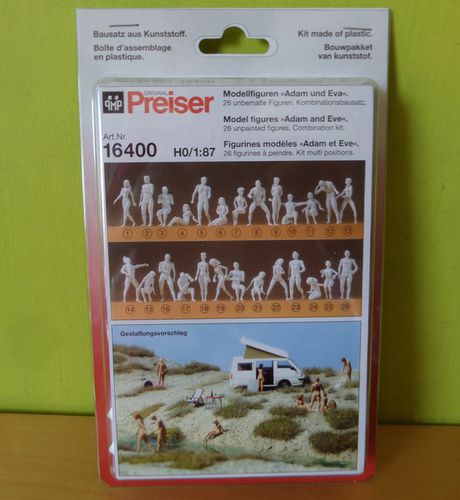 Bausatz aus Kunststoff.
Boîte d'assemblage
en plastique.
Kit made of plastic.
Bouwpakket
van kunststof.
ORIGINAL
Preiser
Art.Nr.
16400 H0/1:87
Modellfiguren »Adam und Eva«.
26 unbemalte Figuren. Kombinationsbausatz.
Model figures »Adam and Eve«.
26 unpainted figures. Combination kit.
Figurines modèles »Adam et Eve«.
26 figurines à peindre. Kit multi positions.
1 2 3 4 5 6 7 8 9 10 11 12 13
14 15 16 17 18 19 20 21 22 23 24 25 26
Gestaltungsvorschlag